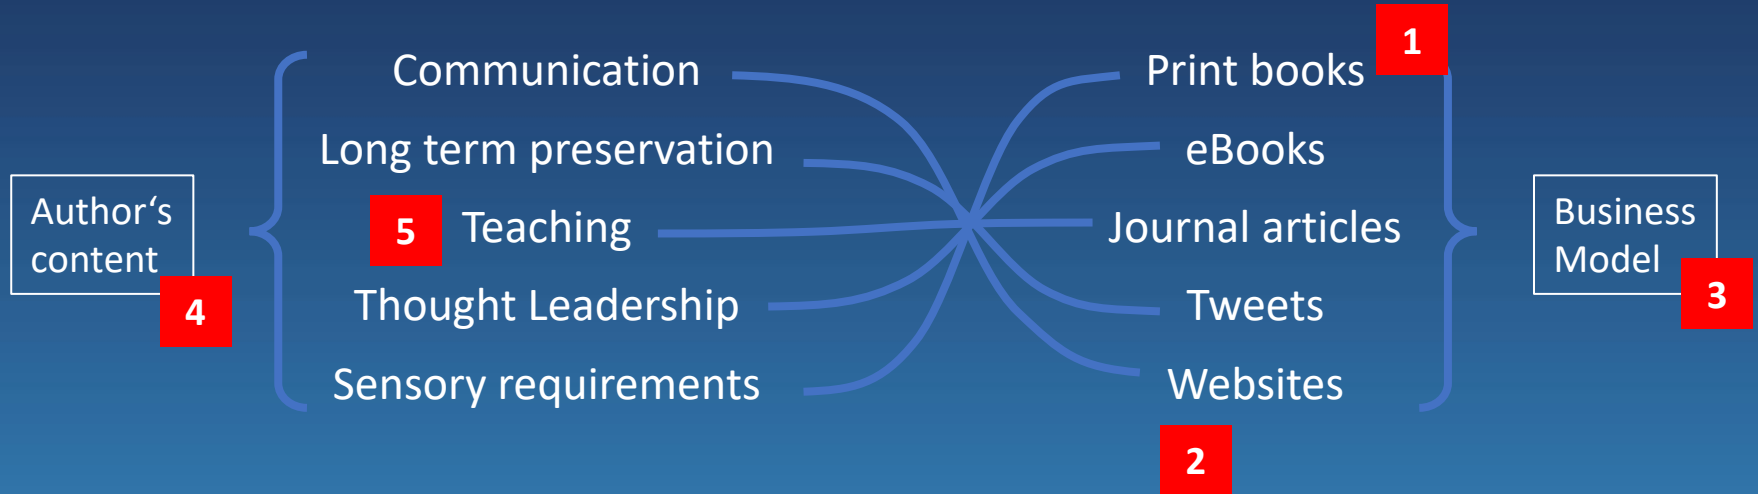 1
Communication
Print books
Long term preservation
eBooks
Author‘s
content
4
5
Teaching
Journal articles
Business
Model
3
Thought Leadership
Tweets
Sensory requirements
Websites
2